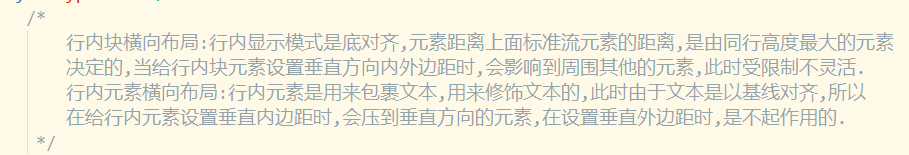 /*
行内块横向布局:行内显示模式是底对齐,元素距离上面标准流元素的距离,是由同行高度最大的元素
决定的,当给行内块元素设置垂直方向内外边距时,会影响到周围其他的元素,此时受限制不灵活.
行内元素横向布局:行内元素是用来包裹文本,用来修饰文本的,此时由于文本是以基线对齐,所以
在给行内元素设置垂直内边距时,会压到垂直方向的元素,在设置垂直外边距时,是不起作用的.
*/